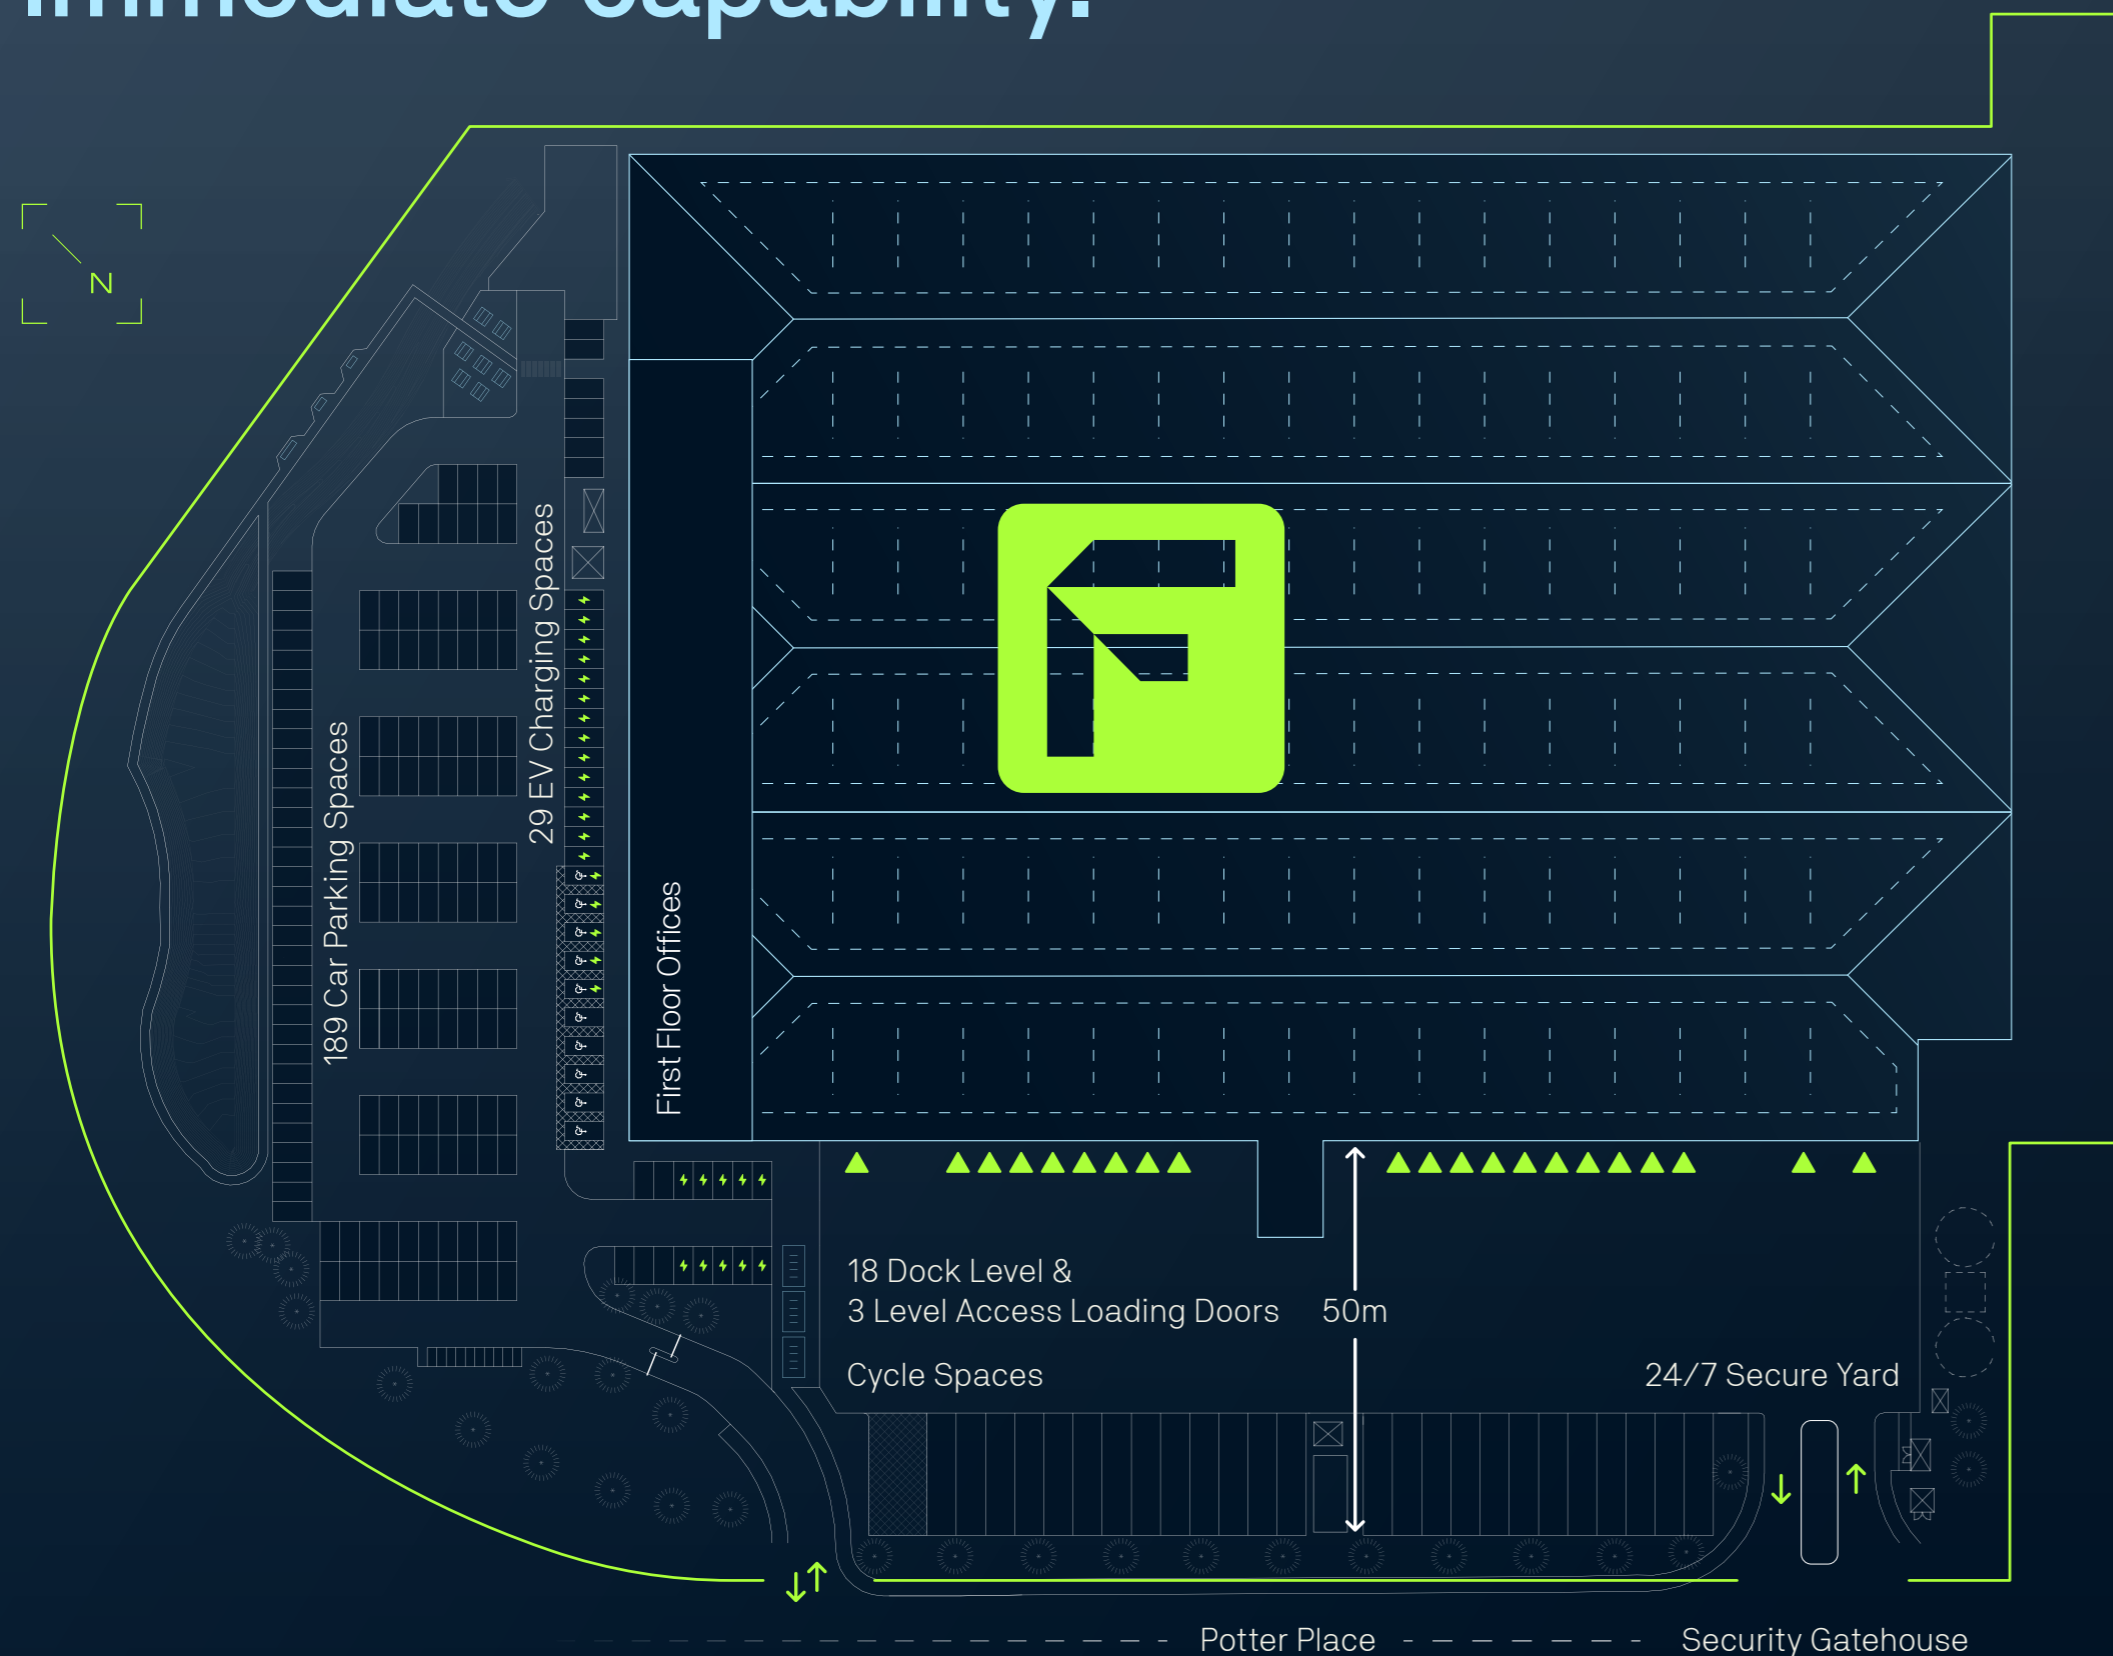 immediate capability.
N
189 Car Parking Spaces
29 EV Charging Spaces
First Floor Offices
18 Dock Level &
3 Level Access Loading Doors
50m
Cycle Spaces
24/7 Secure Yard
Potter Place
Security Gatehouse